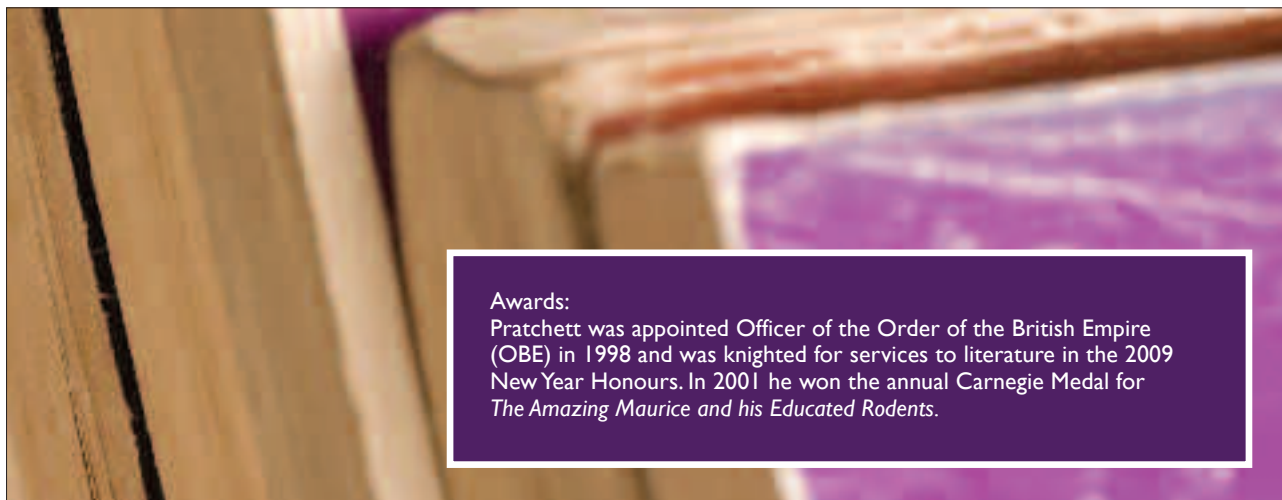 Awards:
Pratchett was appointed Officer of the Order of the British Empire
(OBE) in 1998 and was knighted for services to literature in the 2009
New Year Honours. In 2001 he won the annual Carnegie Medal for
The Amazing Maurice and his Educated Rodents.